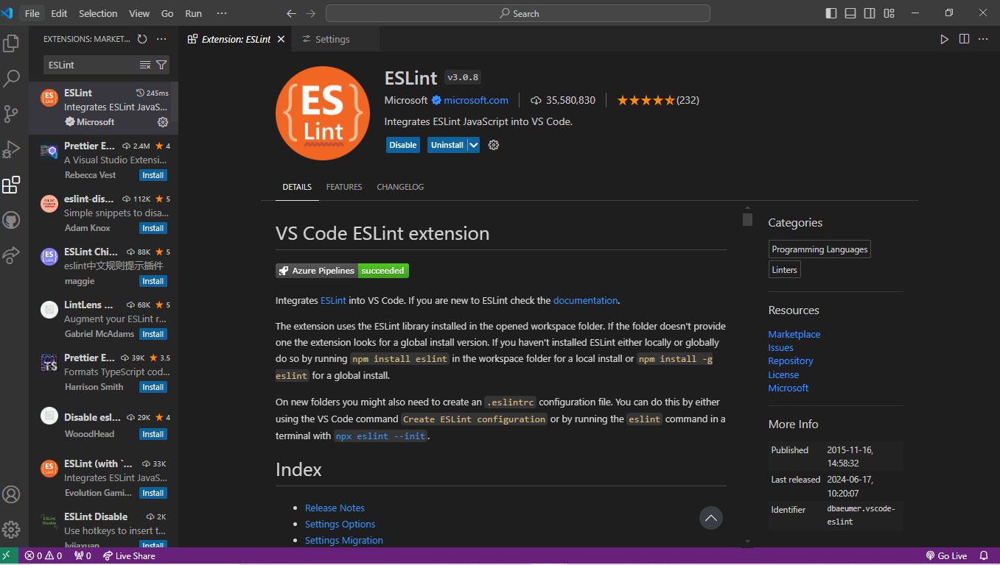 File Edit Selection View Go Run ···
Search
EXTENSIONS: MARKET...
ESLint
ESLint 245ms
Integrates ESLint JavaS...
Microsoft
Prettier E... 2.4M 4
A Visual Studio Extensi...
Rebecca Vest Install
eslint-dis... 112K 5
Simple snippets to disa...
Adam Knox Install
ESLint Chi... 88K 5
eslint中文规则提示插件
maggie Install
LintLens ... 68K 5
Augment your ESLint r...
Gabriel McAdams Install
Prettier E... 39K 3.5
Formats TypeScript cod...
Harrison Smith Install
Disable esl... 29K 4
WooodHead Install
ESLint (with `... 33K
Integrates ESLint JavaS...
Evolution Gami... Install
ESLint Disable 2K
Use hotkeys to insert t...
Install
Extension: ESLint Settings
ES
Lint
ESLint v3.0.8
Microsoft microsoft.com 35,580,830 (232)
Integrates ESLint JavaScript into VS Code.
Disable Uninstall
DETAILS FEATURES CHANGELOG
VS Code ESLint extension
Azure Pipelines succeeded
Integrates ESLint into VS Code. If you are new to ESLint check the documentation.
The extension uses the ESLint library installed in the opened workspace folder. If the folder doesn't provide
one the extension looks for a global install version. If you haven't installed ESLint either locally or globally
do so by running npm install eslint in the workspace folder for a local install or npm install -g
eslint for a global install.
On new folders you might also need to create an .eslintrc configuration file. You can do this by either
using the VS Code command Create ESLint configuration or by running the eslint command in a
terminal with npx eslint --init.
Index
Release Notes
Settings Options
Settings Migration
Categories
Programming Languages
Linters
Resources
Marketplace
Issues
Repository
License
Microsoft
More Info
Published 2015-11-16,
14:58:32
Last released 2024-06-17,
10:20:07
Identifier dbaeumer.vscode-
eslint
0 0 0 Live Share Go Live